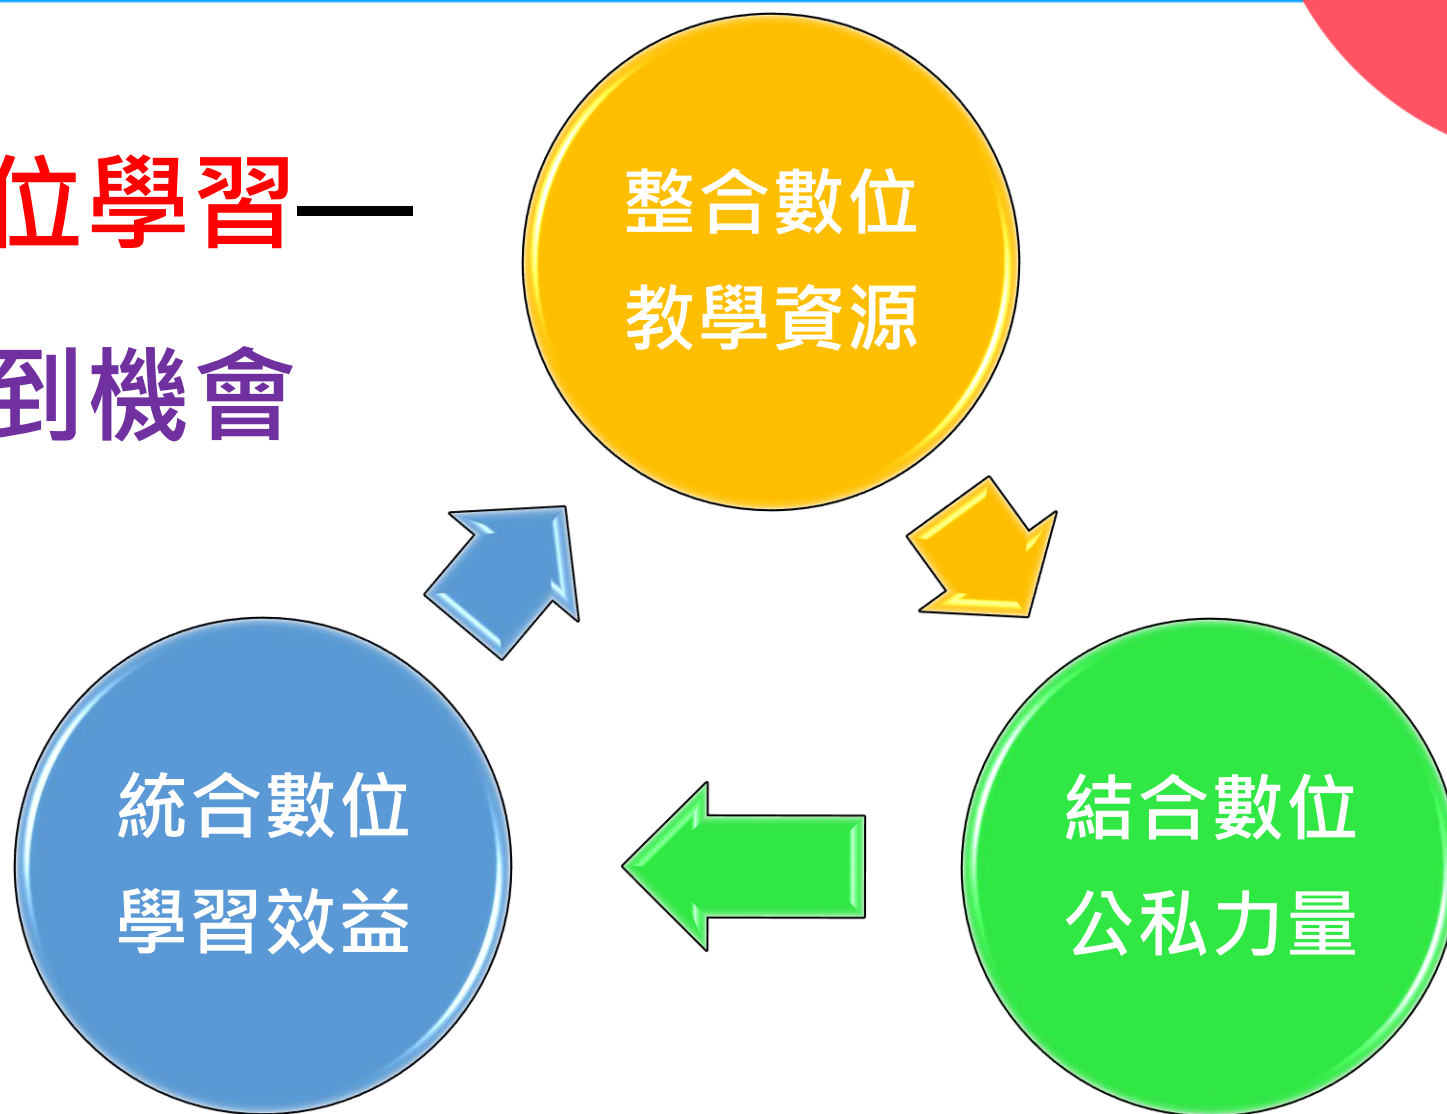 位學習—
到機會
整合數位
教學資源
統合數位
學習效益
結合數位
公私力量